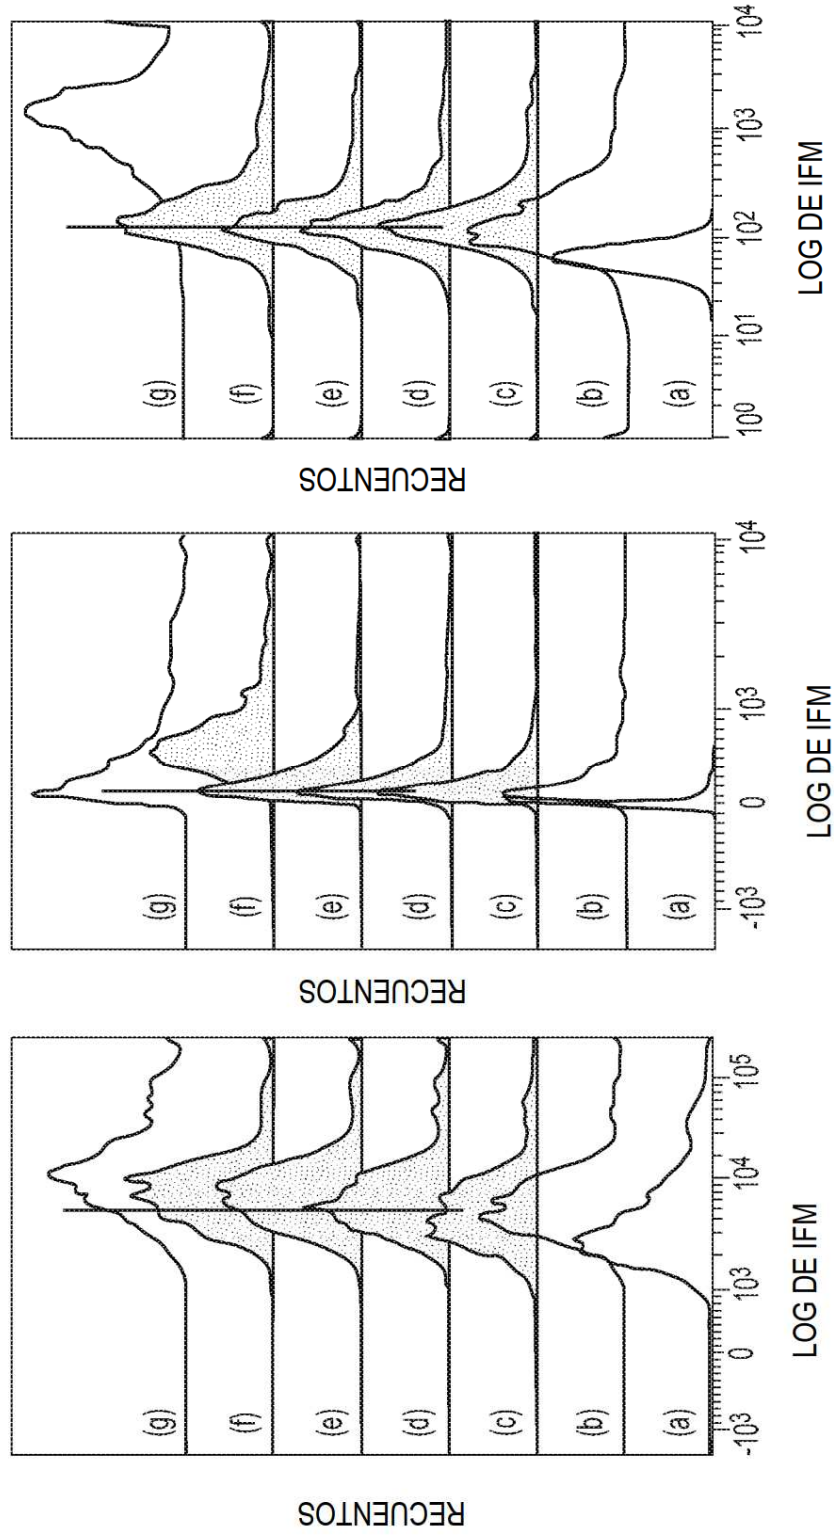 RECUENTOS
(g)
(f)
(e)
(d)
(c)
(b)
(a)
-10³ 0 10³ 10⁴ 10⁵
LOG DE IFM
RECUENTOS
(g)
(f)
(e)
(d)
(c)
(b)
(a)
-10³ 0 10³ 10⁴
LOG DE IFM
RECUENTOS
(g)
(f)
(e)
(d)
(c)
(b)
(a)
10⁰ 10¹ 10² 10³ 10⁴
LOG DE IFM